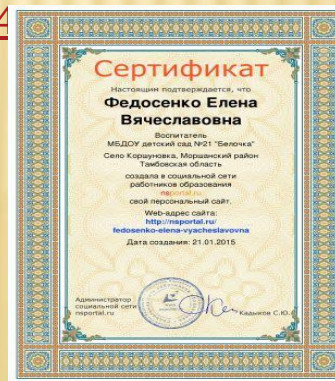 4
Сертификат
Настоящим подтверждается, что
Федосенко Елена
Вячеславовна
Воспитатель
МБДОУ детский сад №21 "Белочка"
Село Коршуновка, Моршанский район
Тамбовская область
создала в социальной сети
работников образования
nsportal.ru
свой персональный сайт.
Web-адрес сайта:
http://nsportal.ru/
fedosenko-elena-vyacheslavovna
Дата создания: 21.01.2015
Администратор
социальной сети
nsportal.ru
Кадыков С.Ю.